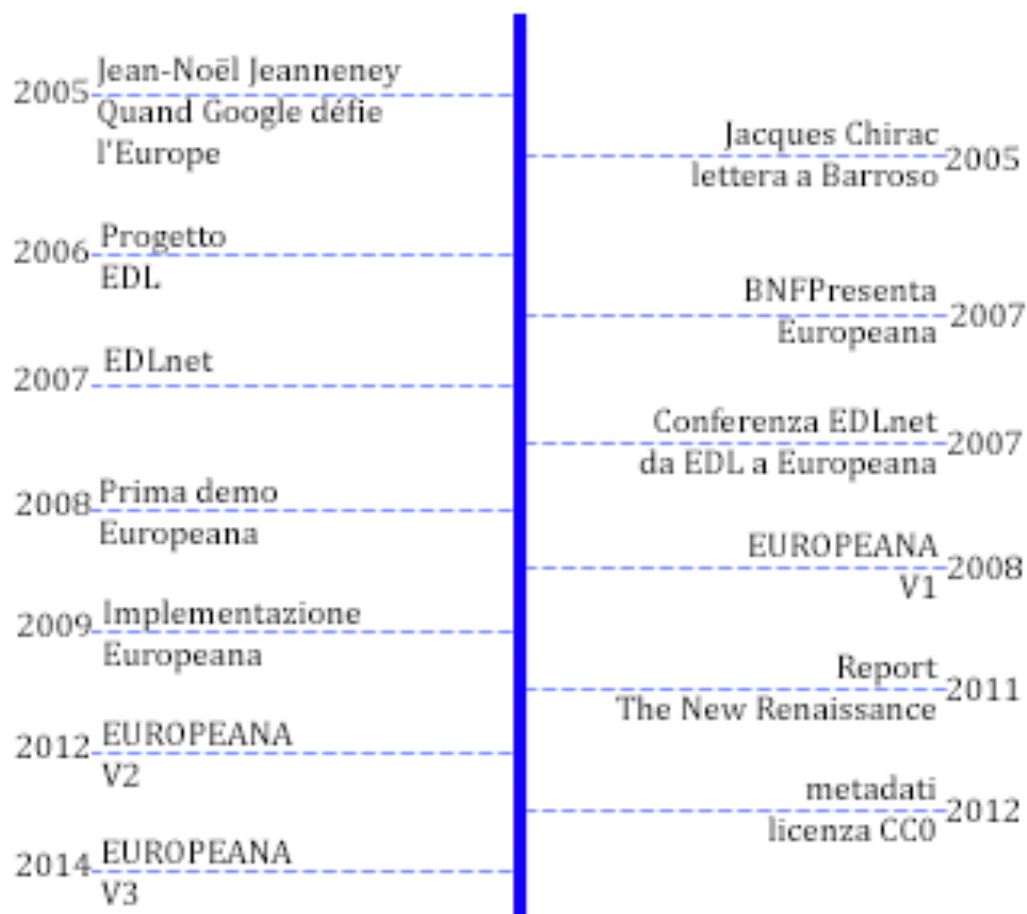 Jean-Noël Jeanneney
2005
Quand Google défie
l'Europe
Jacques Chirac
2005
lettera a Barroso
Progetto
2006
EDL
BNFPresenta
2007
Europeana
EDLnet
2007
Conferenza EDLnet
2007
da EDL a Europeana
Prima demo
2008
Europeana
EUROPEANA
2008
V1
Implementazione
2009
Europeana
Report
2011
The New Renaissance
EUROPEANA
2012
V2
metadati
2012
licenza CC0
EUROPEANA
2014
V3